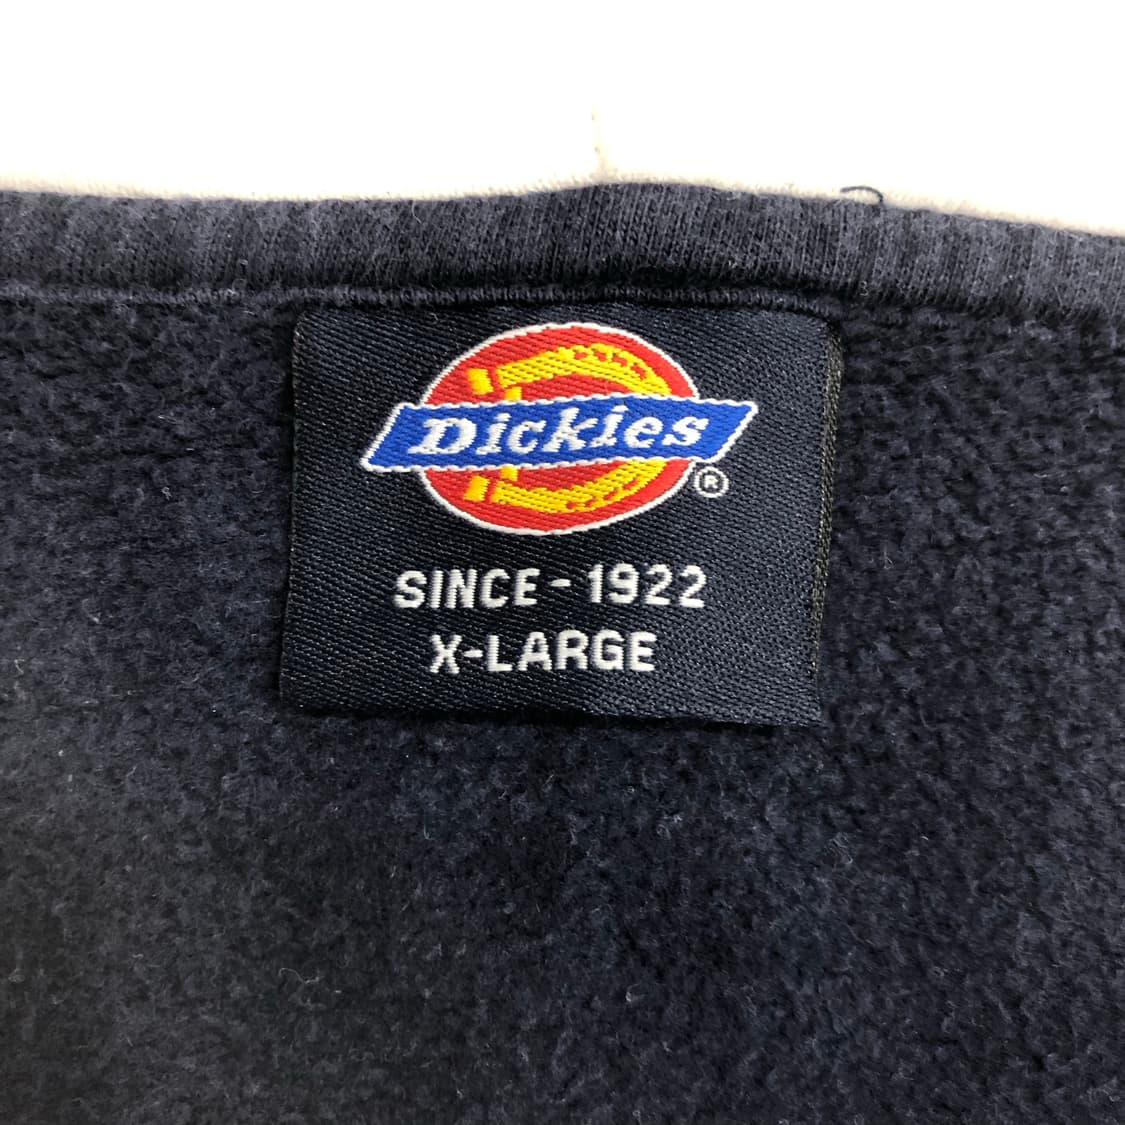 Dickies
®
SINCE-1922
X-LARGE